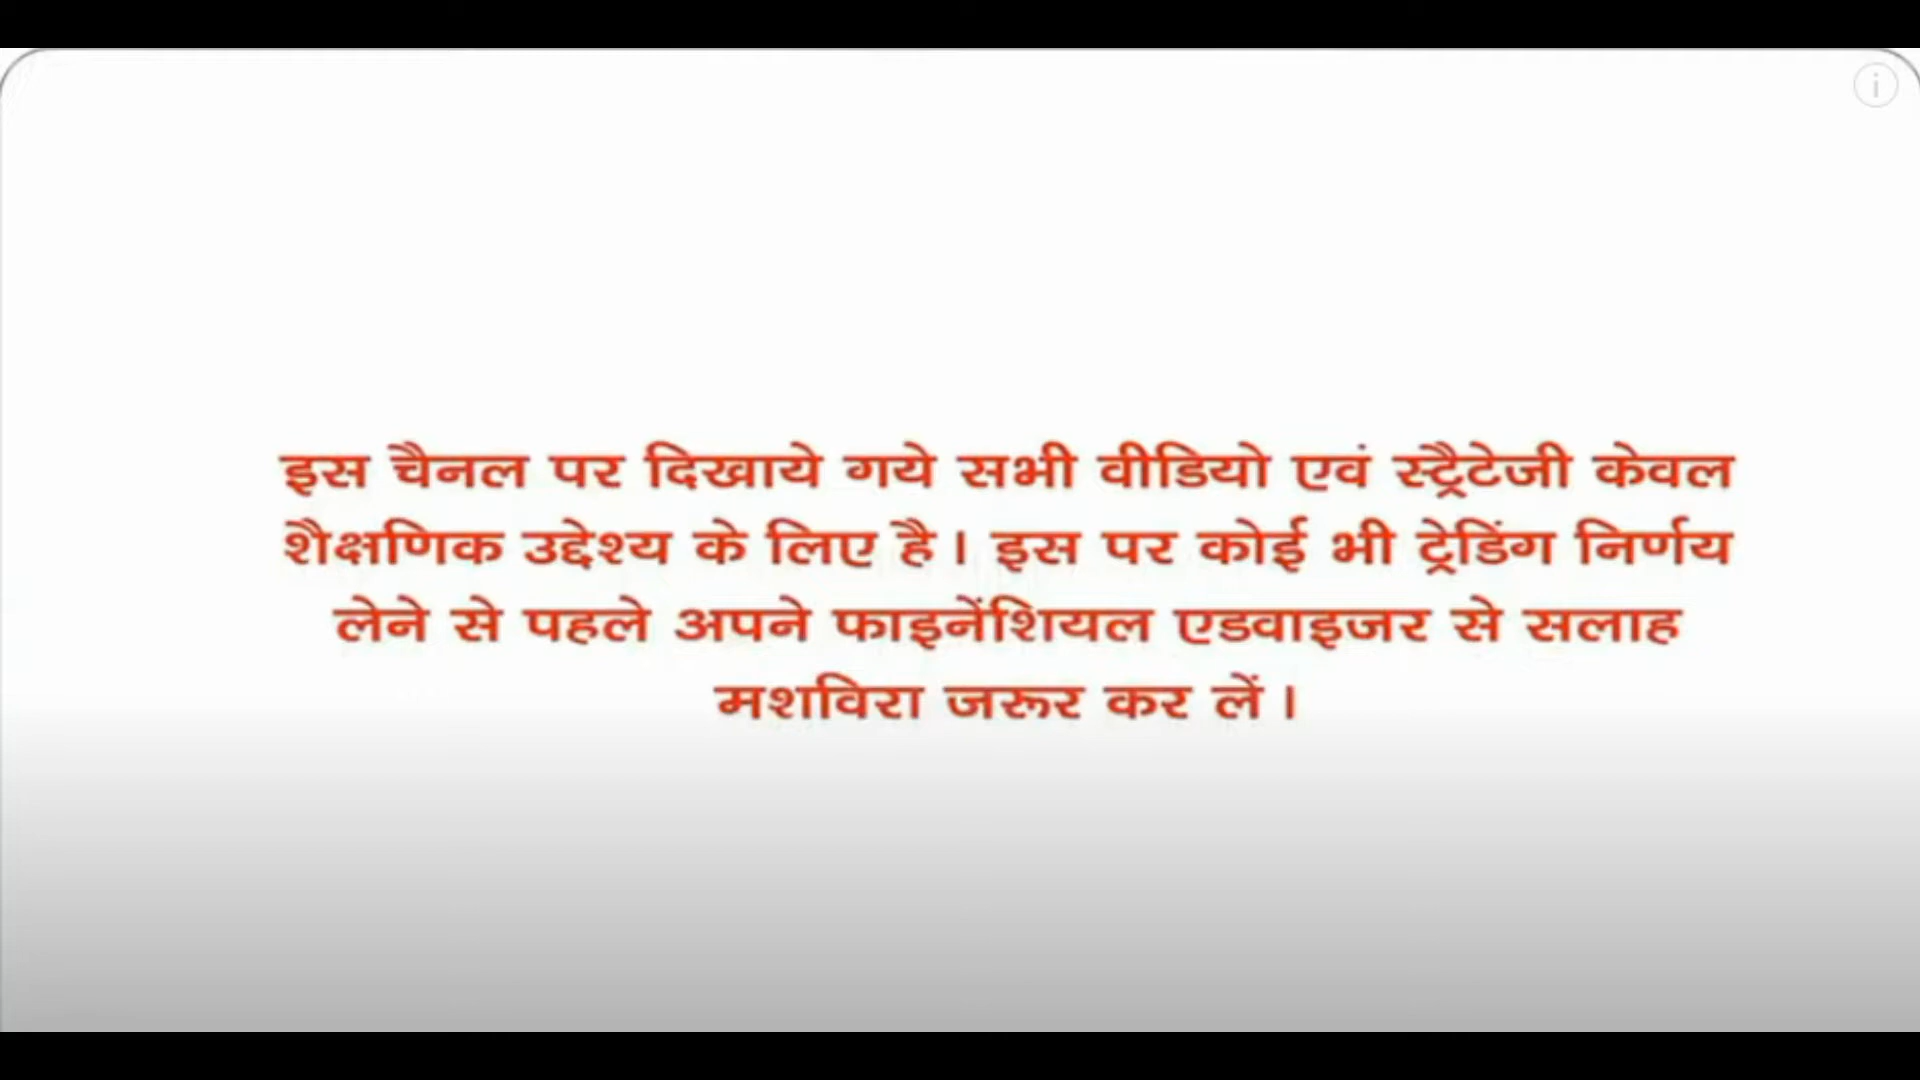 इस चैनल पर दिखाये गये सभी वीडियो एवं स्ट्रैटेजी केवल
शैक्षणिक उद्देश्य के लिए है। इस पर कोई भी ट्रेडिंग निर्णय
लेने से पहले अपने फाइनेंशियल एडवाइजर से सलाह
मशविरा जरूर कर लें।